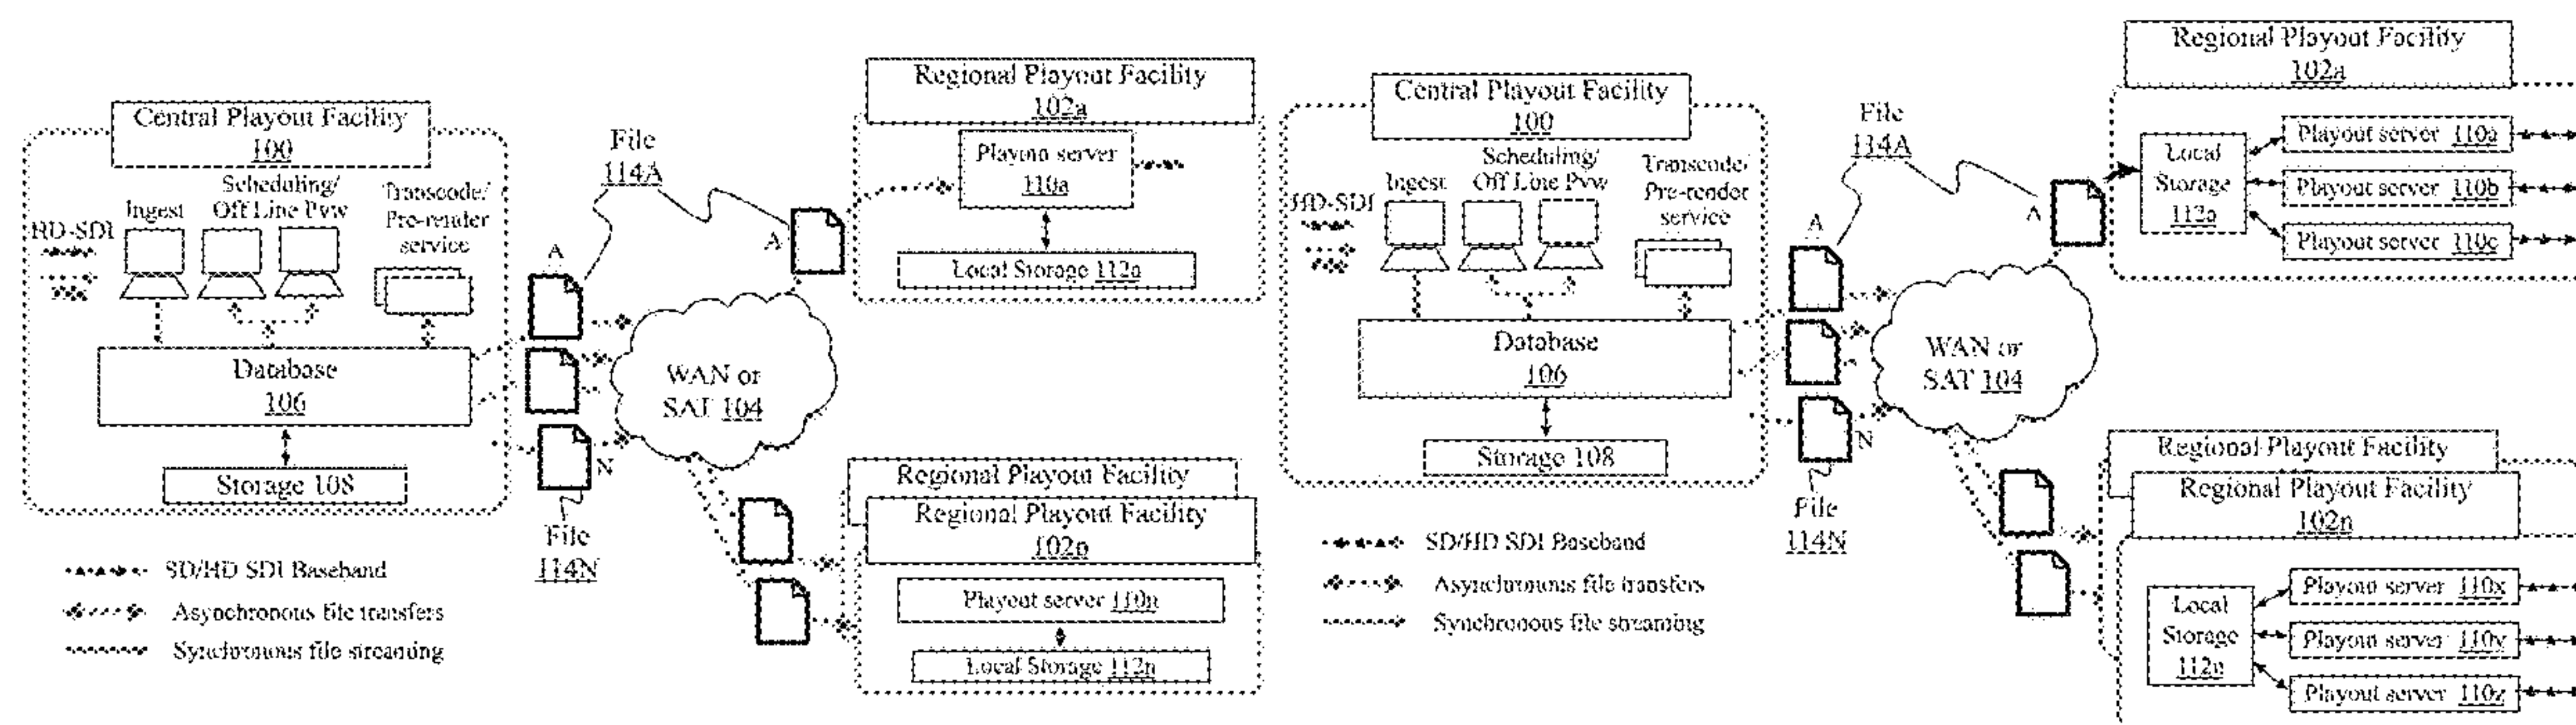 Central Playout Facility
100
HD-SDI
Ingest
Scheduling/
Off Line Pvw
Transcode/
Pre-render
service
Database
106
Storage 108
SD/HD SDI Baseband
Asynchronous file transfers
Synchronous file streaming
File
114A
A
A
N
File
114N
WAN or
SAT 104
Regional Playout Facility
102a
Playout server
110a
Local Storage 112a
Regional Playout Facility
Regional Playout Facility
102n
Playout server 110n
Local Storage 112n
Central Playout Facility
100
HD-SDI
Ingest
Scheduling/
Off Line Pvw
Transcode/
Pre-render
service
Database
106
Storage 108
SD/HD SDI Baseband
Asynchronous file transfers
Synchronous file streaming
File
114A
A
A
N
File
114N
WAN or
SAT 104
Regional Playout Facility
102a
Local
Storage
112a
Playout server 110a
Playout server 110b
Playout server 110c
Regional Playout Facility
Regional Playout Facility
102n
Local
Storage
112n
Playout server 110x
Playout server 110y
Playout server 110z